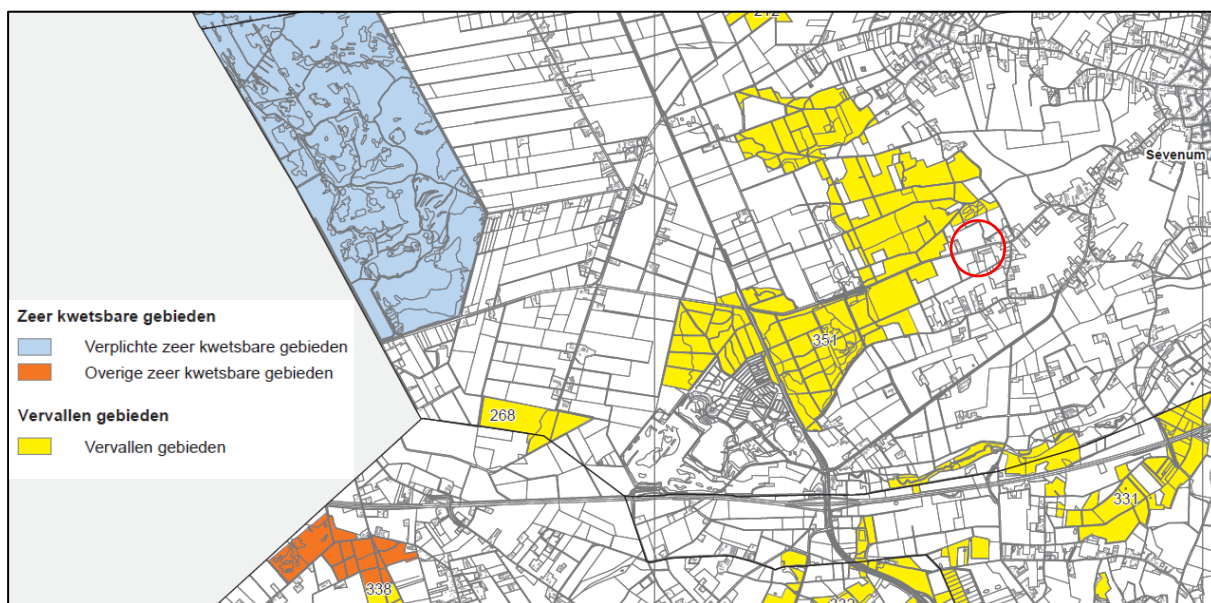 Sevenum
351
Zeer kwetsbare gebieden
Verplichte zeer kwetsbare gebieden
Overige zeer kwetsbare gebieden
Vervallen gebieden
Vervallen gebieden
268
331
338